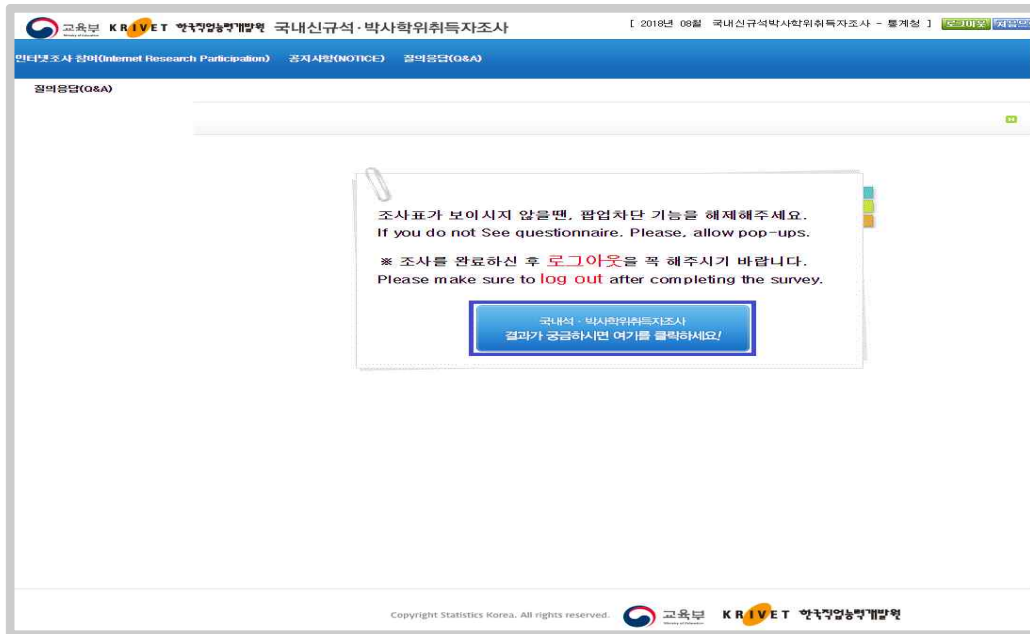 교육부 KRIVET 한국직업능력개발원 국내신규석·박사학위취득자조사 [ 2018년 08월 국내신규석박사학위취득자조사 - 통계청 ] 로그아웃
인터넷조사 참여(Internet Research Participation) 공지사항(NOTICE) 질의응답(Q&A)
질의응답(Q&A)
조사표가 보이시지 않을땐, 팝업차단 기능을 해제해주세요.
If you do not See questionnaire. Please, allow pop-ups.
※ 조사를 완료하신 후 로그아웃을 꼭 해주시기 바랍니다.
Please make sure to log out after completing the survey.
국내석·박사학위취득자조사
결과가 궁금하시면 여기를 클릭하세요!
Copyright Statistics Korea. All rights reserved. 교육부 KRIVET 한국직업능력개발원